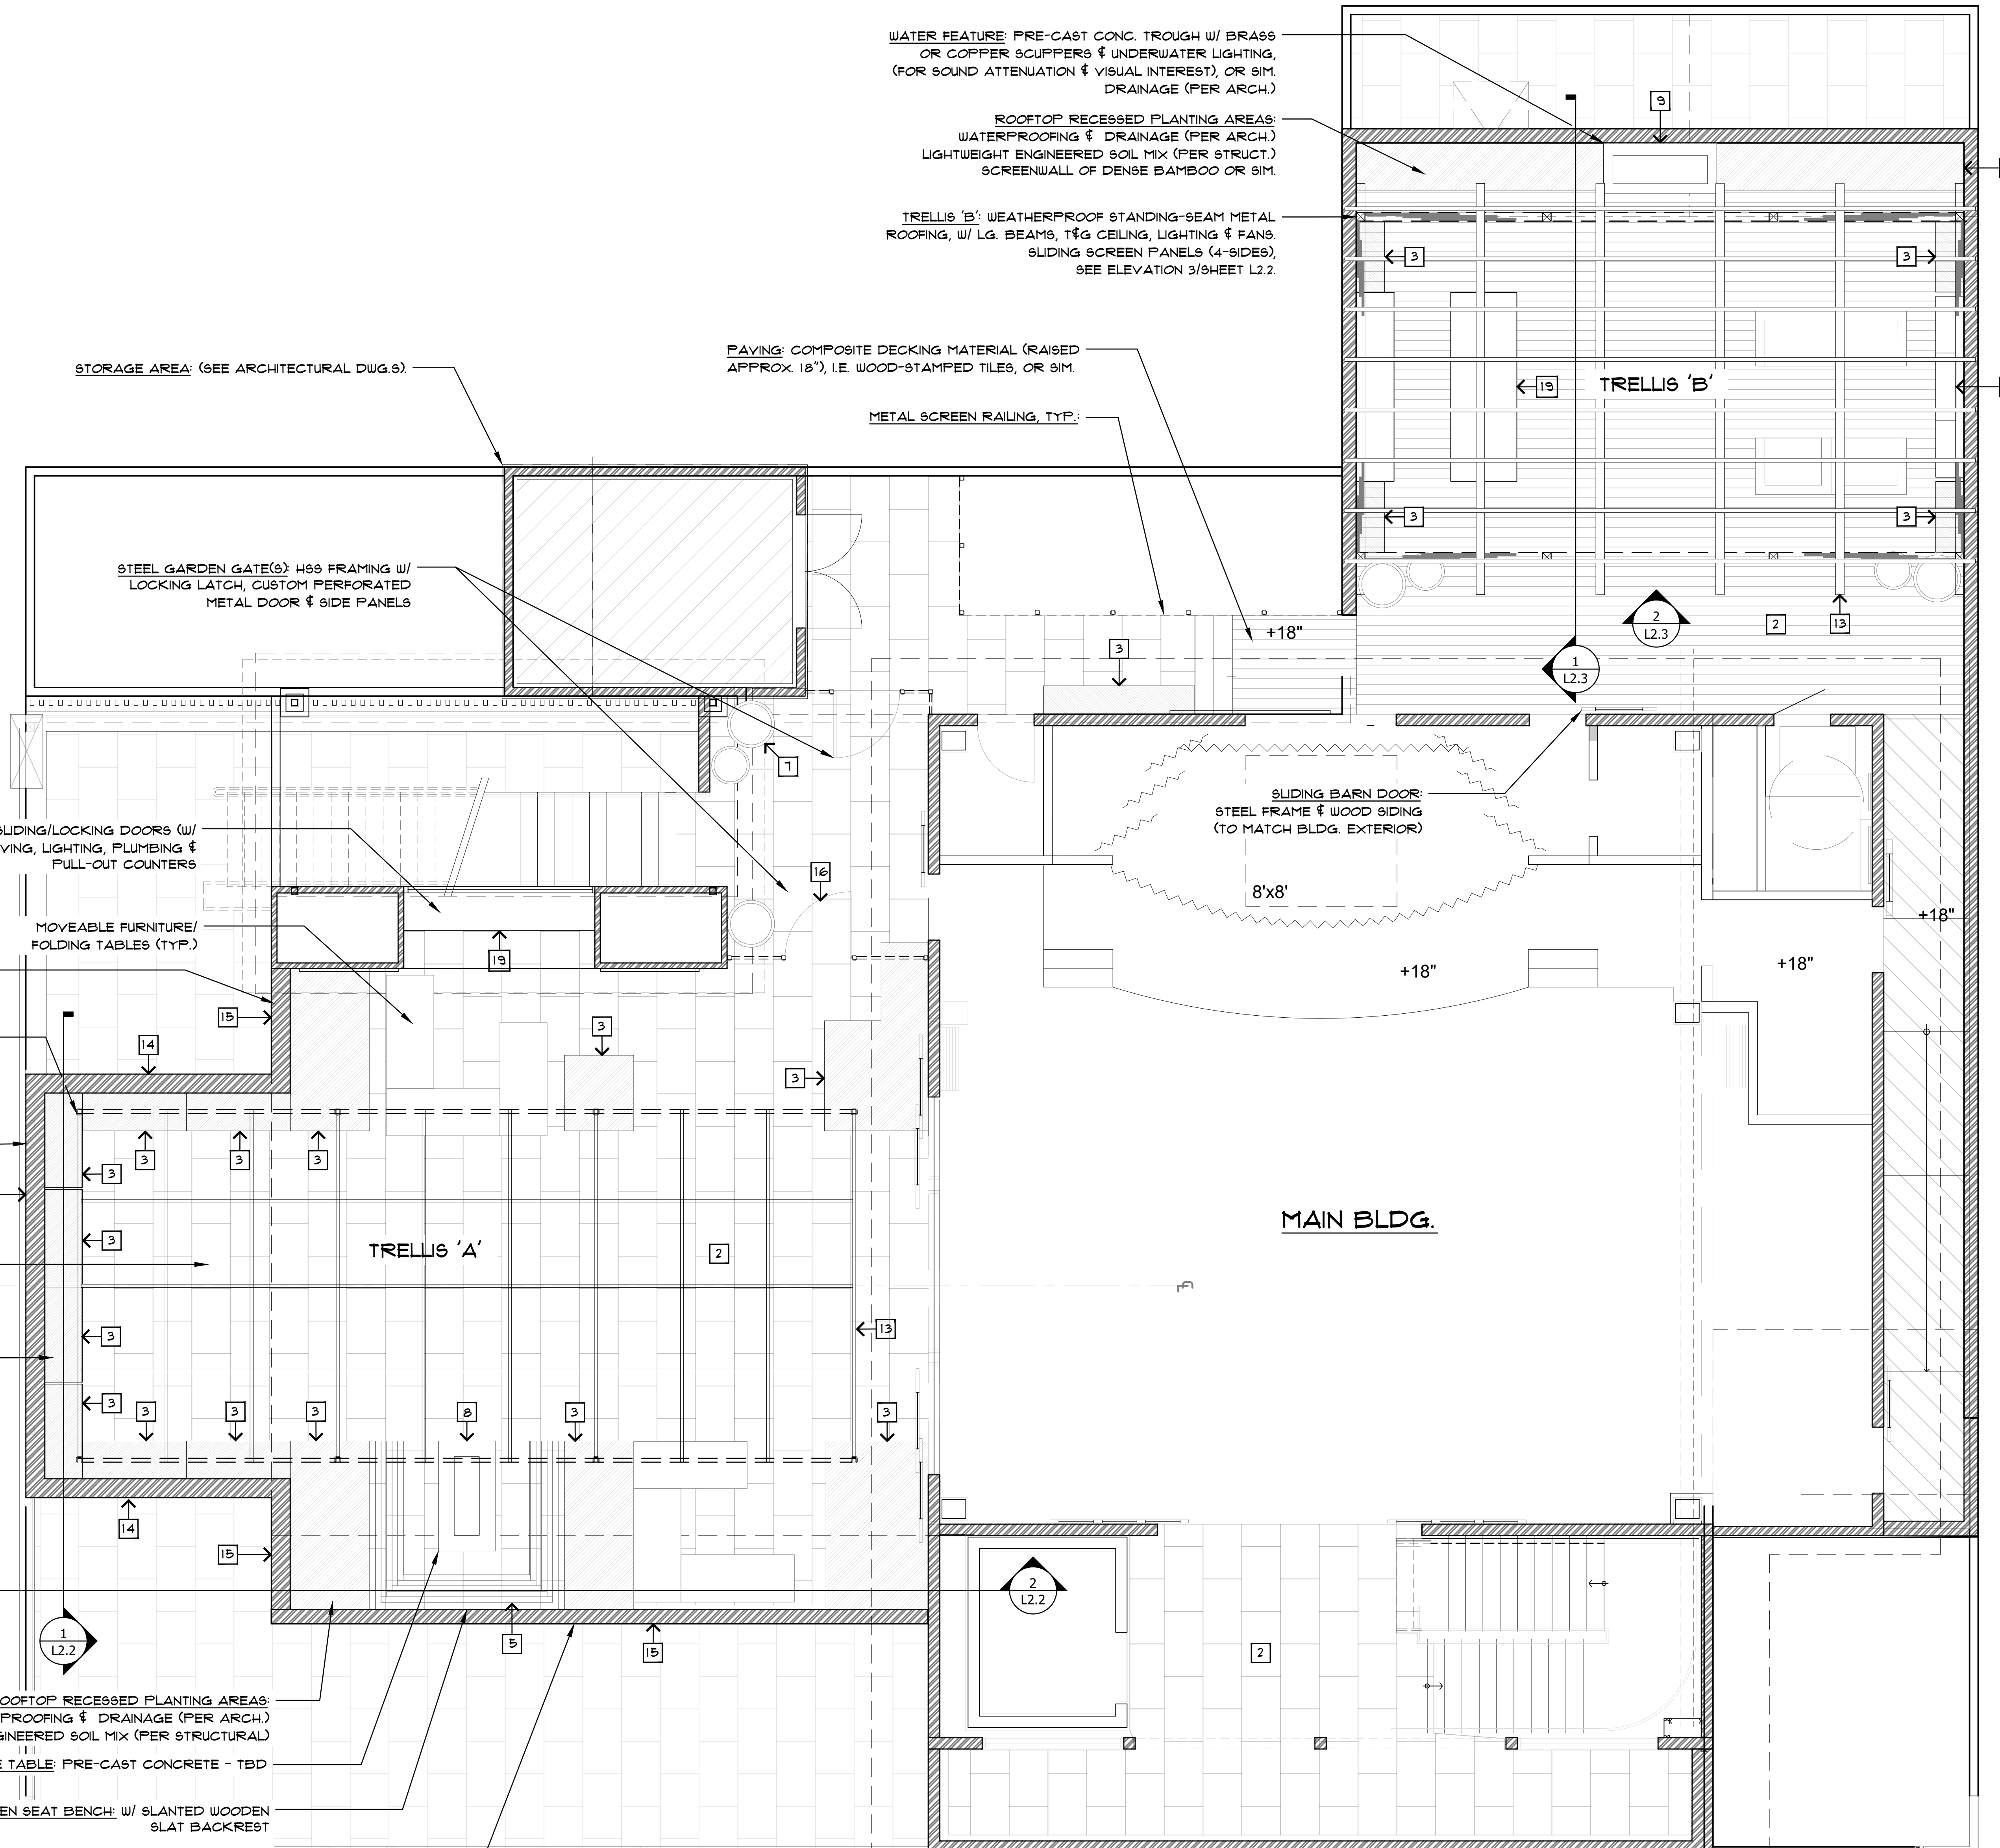 WATER FEATURE: PRE-CAST CONC. TROUGH W/ BRASS
OR COPPER SCUPPERS & UNDERWATER LIGHTING,
(FOR SOUND ATTENUATION & VISUAL INTEREST), OR SIM.
DRAINAGE (PER ARCH.)
ROOFTOP RECESSED PLANTING AREAS:
WATERPROOFING & DRAINAGE (PER ARCH.)
LIGHTWEIGHT ENGINEERED SOIL MIX (PER STRUCT.)
SCREENWALL OF DENSE BAMBOO OR SIM.
9
TRELLIS 'B': WEATHERPROOF STANDING-SEAM METAL
ROOFING, W/ LG. BEAMS, T&G CEILING, LIGHTING & FANS.
SLIDING SCREEN PANELS (4-SIDES),
SEE ELEVATION 3/SHEET L2.2.
3
3
PAVING: COMPOSITE DECKING MATERIAL (RAISED
APPROX. 18"), I.E. WOOD-STAMPED TILES, OR SIM.
STORAGE AREA: (SEE ARCHITECTURAL DWG.S).
19
TRELLIS 'B'
METAL SCREEN RAILING, TYP.:
3
3
STEEL GARDEN GATE(S): HSS FRAMING W/
LOCKING LATCH, CUSTOM PERFORATED
METAL DOOR & SIDE PANELS
+18"
2
L2.3
2
13
3
1
L2.3
7
SLIDING BARN DOOR:
STEEL FRAME & WOOD SIDING
(TO MATCH BLDG. EXTERIOR)
SLIDING/LOCKING DOORS (W/
VING, LIGHTING, PLUMBING &
PULL-OUT COUNTERS
16
8'x8'
+18"
MOVEABLE FURNITURE/
FOLDING TABLES (TYP.)
19
+18"
+18"
15
3
14
3
3
3
3
3
3
TRELLIS 'A'
2
MAIN BLDG.
3
13
3
3
3
3
8
3
3
14
15
2
L2.2
1
L2.2
5
15
2
OOFTOP RECESSED PLANTING AREAS:
PROOFING & DRAINAGE (PER ARCH.)
GINEERED SOIL MIX (PER STRUCTURAL)
E TABLE: PRE-CAST CONCRETE - TBD
EN SEAT BENCH: W/ SLANTED WOODEN
SLAT BACKREST